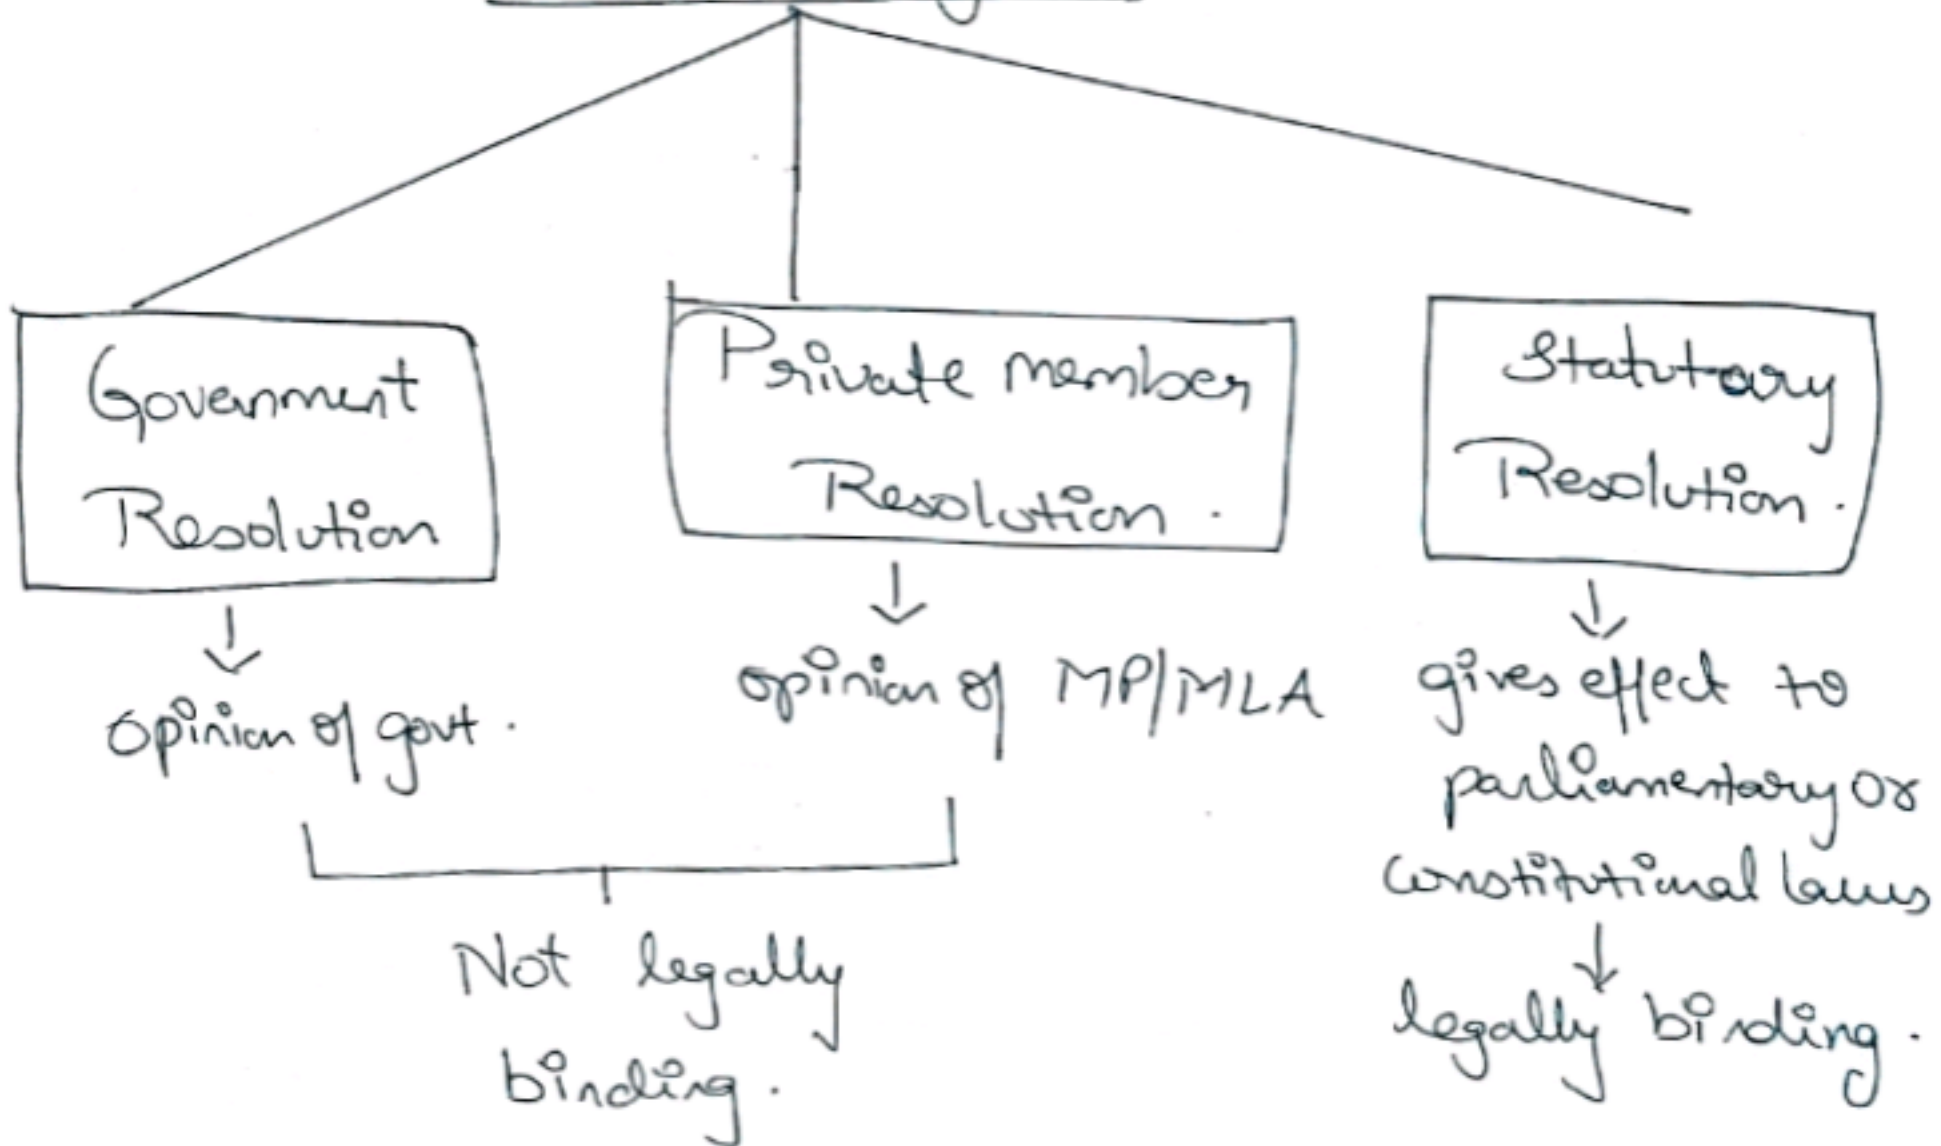 Government
Resolution
opinion of govt.
Private member
Resolution.
opinion of MP/MLA
Not legally
binding.
Statutary
Resolution.
gives effect to
parliamentary or
constitutional laws
legally binding.